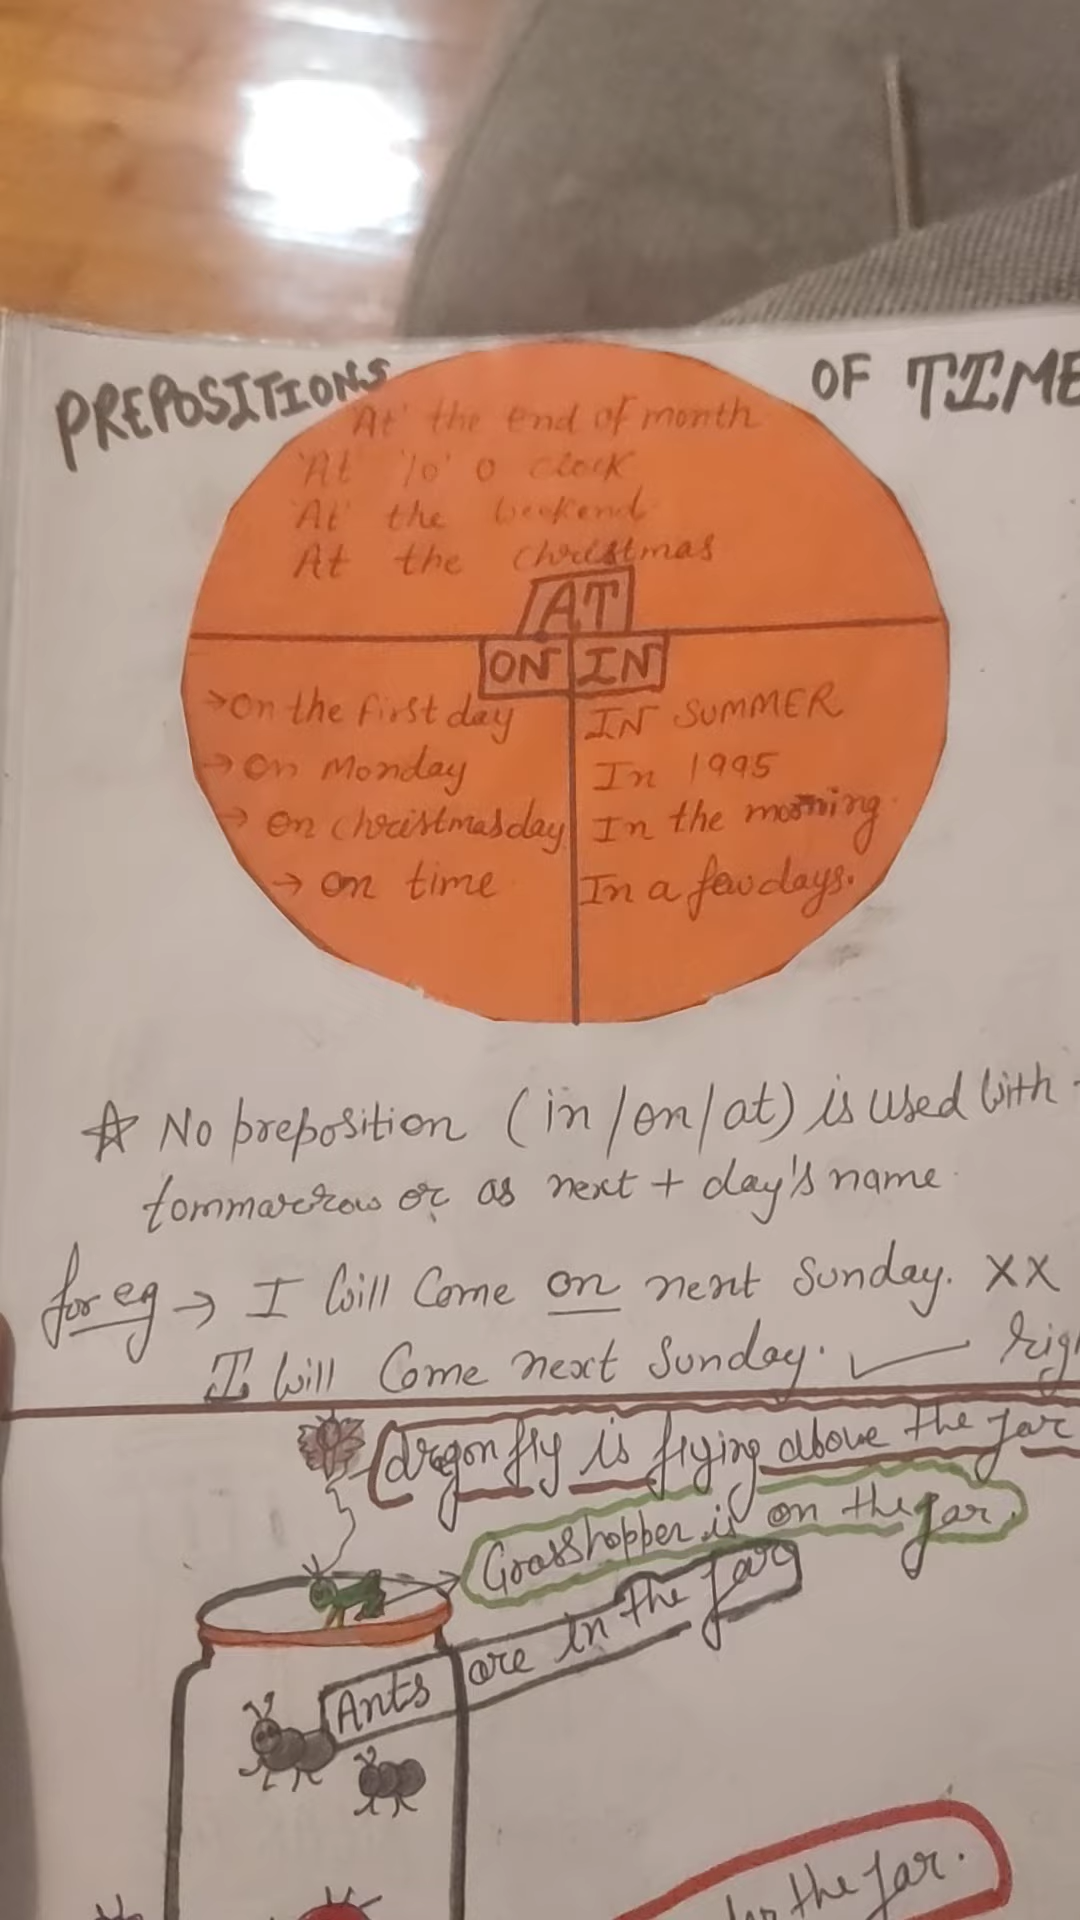 PREPOSITIONS OF TIME
'At' the end of month
'At' '10' o clock
'At' the weekend
At the christmas
AT
ON IN
→ On the first day
→ on Monday
→ on christmasday
→ on time
IN SUMMER
In 1995
In the morning
In a few days.
☆ No preposition (in/on/at) is used with
tommarrow or as next + day's name
for eg → I will come on next Sunday. XX
I will come next Sunday. ✓
drgonfly is flying above the jar
Grasshopper is on the jar.
Ants are in the jar
the jar.